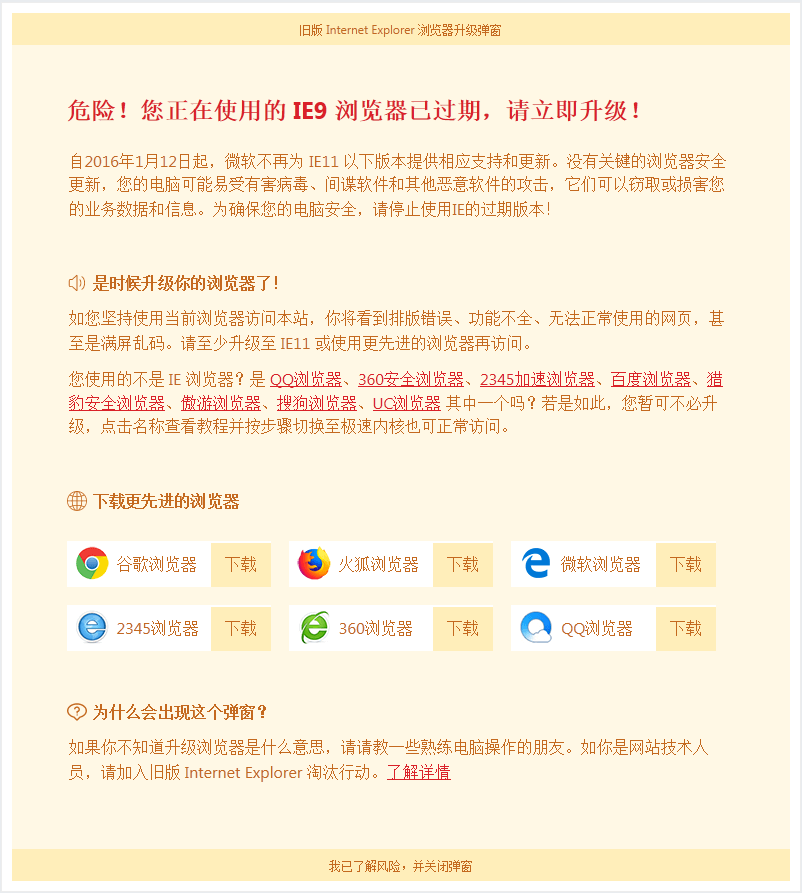 旧版 Internet Explorer 浏览器升级弹窗
危险！您正在使用的 IE9 浏览器已过期，请立即升级！
自2016年1月12日起，微软不再为 IE11 以下版本提供相应支持和更新。没有关键的浏览器安全
更新，您的电脑可能易受有害病毒、间谍软件和其他恶意软件的攻击，它们可以窃取或损害您
的业务数据和信息。为确保您的电脑安全，请停止使用IE的过期版本！
是时候升级你的浏览器了！
如您坚持使用当前浏览器访问本站，你将看到排版错误、功能不全、无法正常使用的网页，甚
至是满屏乱码。请至少升级至 IE11 或使用更先进的浏览器再访问。
您使用的不是 IE 浏览器？是 QQ浏览器、360安全浏览器、2345加速浏览器、百度浏览器、猎
豹安全浏览器、傲游浏览器、搜狗浏览器、UC浏览器 其中一个吗？若是如此，您暂可不必升
级，点击名称查看教程并按步骤切换至极速内核也可正常访问。
下载更先进的浏览器
谷歌浏览器 下载 火狐浏览器 下载 微软浏览器 下载
2345浏览器 下载 360浏览器 下载 QQ浏览器 下载
为什么会出现这个弹窗？
如果你不知道升级浏览器是什么意思，请请教一些熟练电脑操作的朋友。如你是网站技术人
员，请加入旧版 Internet Explorer 淘汰行动。了解详情
我已了解风险，并关闭弹窗